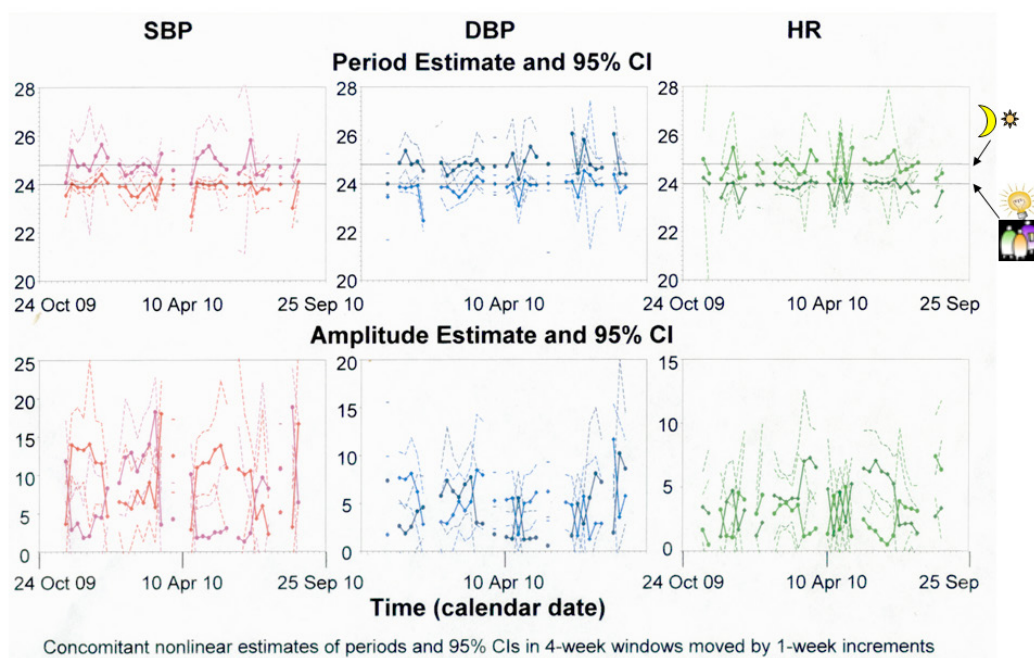 SBP DBP HR
Period Estimate and 95% CI
28 28 28
26 26 26
24 24 24
22 22 22
20 20 20
24 Oct 09 10 Apr 10 25 Sep 10 10 Apr 10 24 Oct 09 10 Apr 10 25 Sep
Amplitude Estimate and 95% CI
25 20 15
20 15 10
15 10 5
10 5 0
5 0
0
24 Oct 09 10 Apr 10 25 Sep 10 10 Apr 10 24 Oct 09 10 Apr 10 25 Sep
Time (calendar date)
Concomitant nonlinear estimates of periods and 95% CIs in 4-week windows moved by 1-week increments